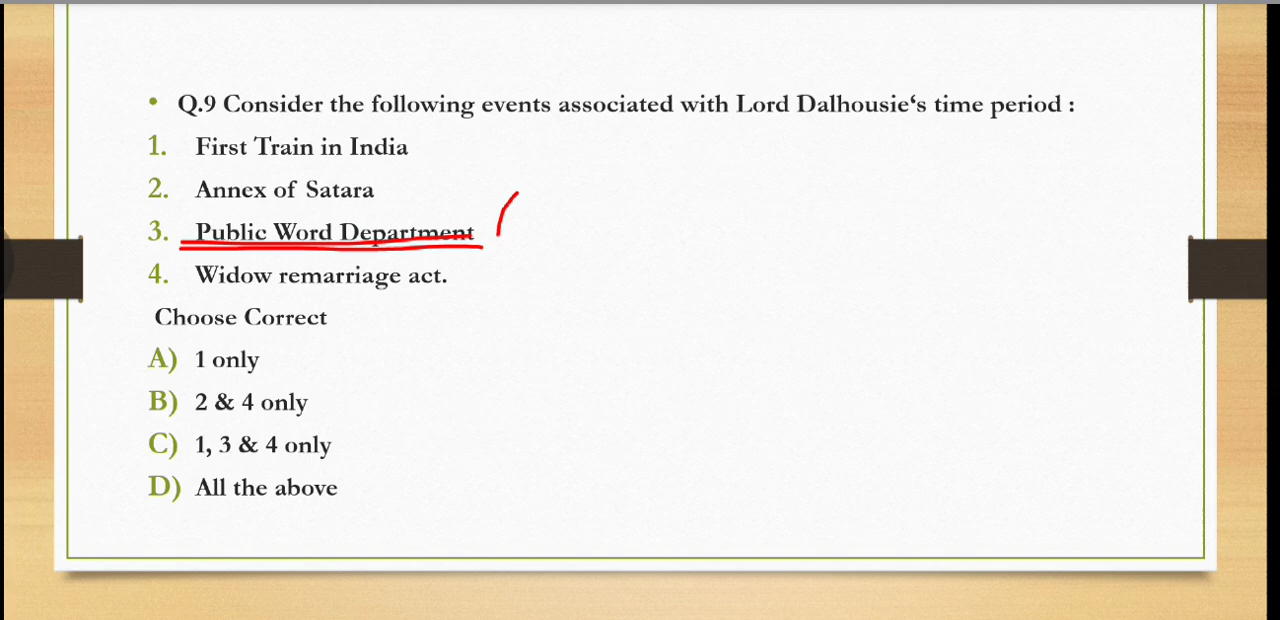 • Q.9 Consider the following events associated with Lord Dalhousie‘s time period :
1. First Train in India
2. Annex of Satara
3. Public Word Department
4. Widow remarriage act.
Choose Correct
A) 1 only
B) 2 & 4 only
C) 1, 3 & 4 only
D) All the above